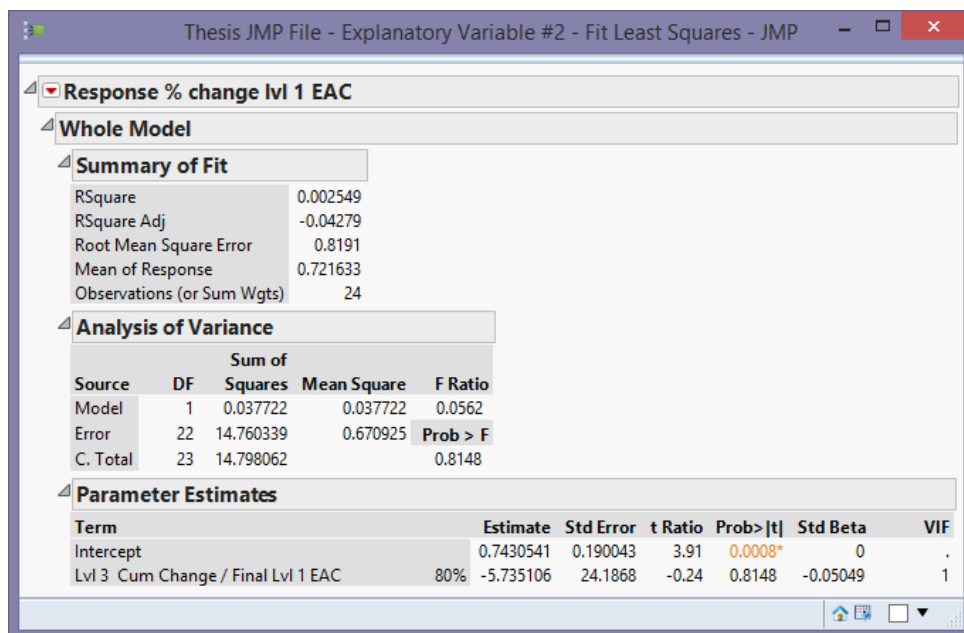 Thesis JMP File - Explanatory Variable #2 - Fit Least Squares - JMP
Response % change lvl 1 EAC
Whole Model
Summary of Fit
RSquare 0.002549
RSquare Adj -0.04279
Root Mean Square Error 0.8191
Mean of Response 0.721633
Observations (or Sum Wgts) 24
Analysis of Variance
Sum of
Source DF Squares Mean Square F Ratio
Model 1 0.037722 0.037722 0.0562
Error 22 14.760339 0.670925 Prob > F
C. Total 23 14.798062 0.8148
Parameter Estimates
Term Estimate Std Error t Ratio Prob>|t| Std Beta VIF
Intercept 0.7430541 0.190043 3.91 0.0008* 0 .
Lvl 3 Cum Change / Final Lvl 1 EAC 80% -5.735106 24.1868 -0.24 0.8148 -0.05049 1